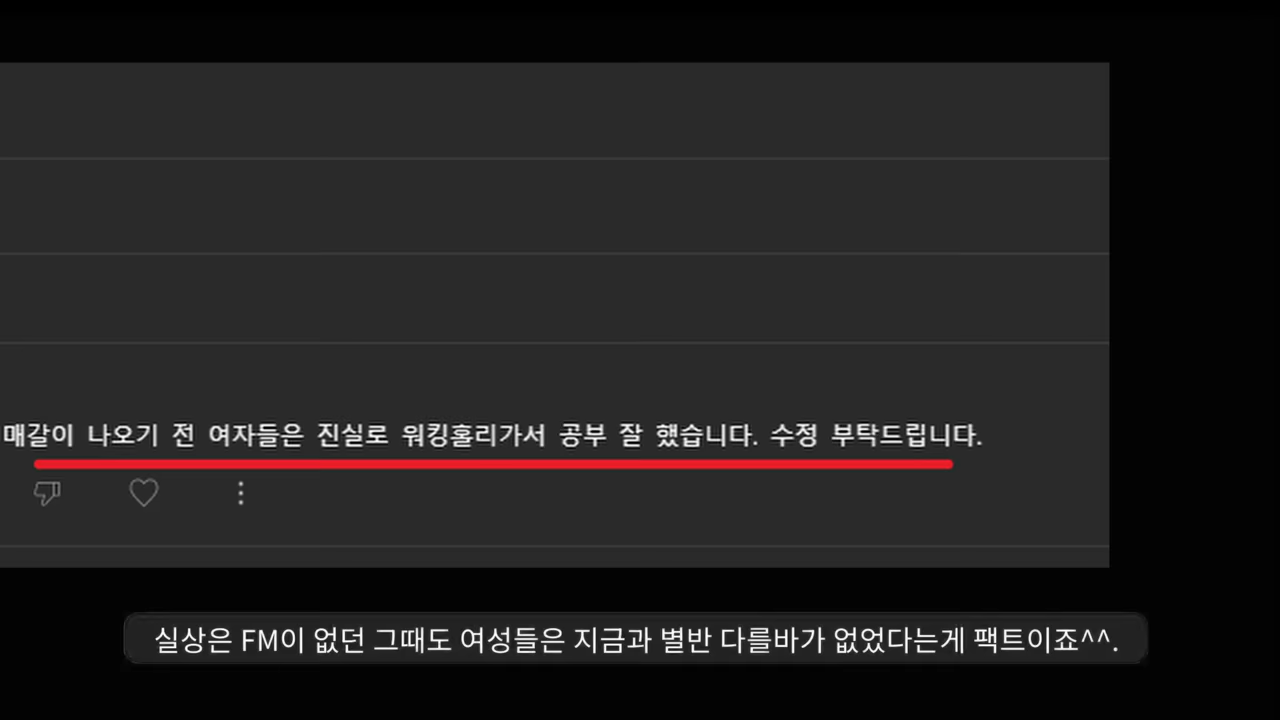 매갈이 나오기 전 여자들은 진실로 워킹홀리가서 공부 잘 했습니다. 수정 부탁드립니다.
실상은 FM이 없던 그때도 여성들은 지금과 별반 다를바가 없었다는게 팩트이죠^^.